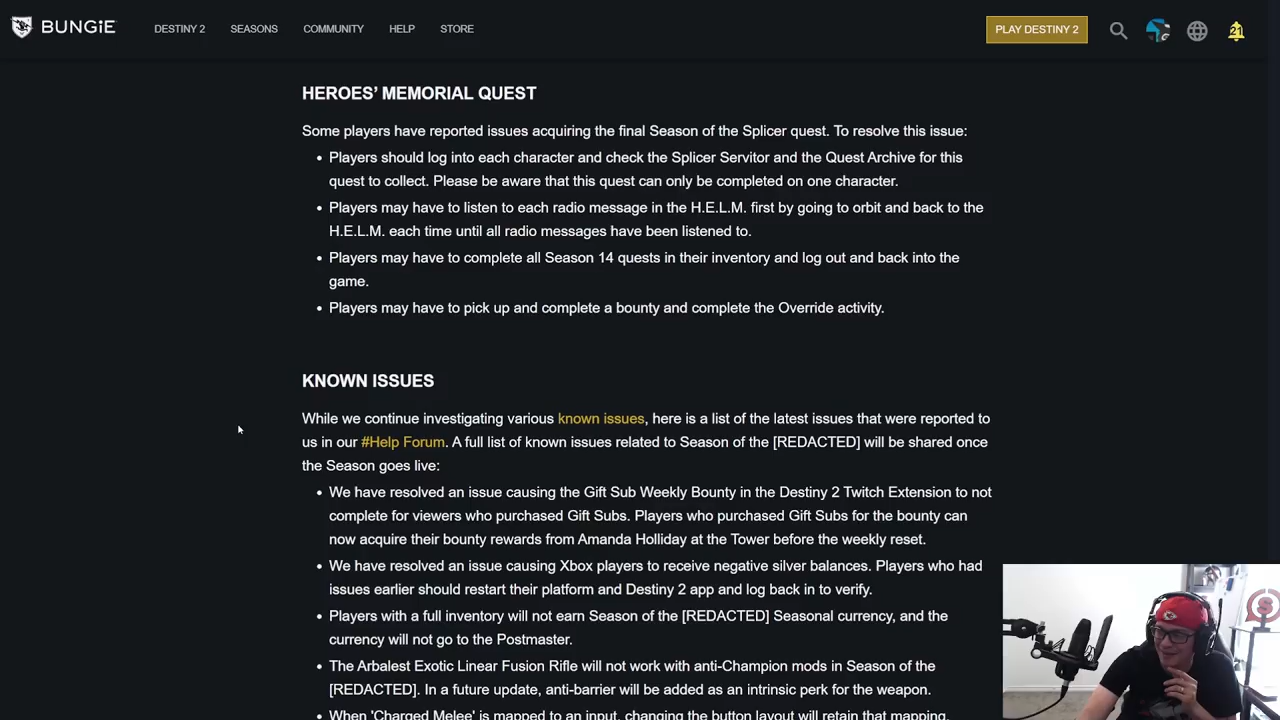 BUNGiE
DESTINY 2
SEASONS
COMMUNITY
HELP
STORE
PLAY DESTINY 2
21
HEROES’ MEMORIAL QUEST
Some players have reported issues acquiring the final Season of the Splicer quest. To resolve this issue:
• Players should log into each character and check the Splicer Servitor and the Quest Archive for this
quest to collect. Please be aware that this quest can only be completed on one character.
• Players may have to listen to each radio message in the H.E.L.M. first by going to orbit and back to the
H.E.L.M. each time until all radio messages have been listened to.
• Players may have to complete all Season 14 quests in their inventory and log out and back into the
game.
• Players may have to pick up and complete a bounty and complete the Override activity.
KNOWN ISSUES
While we continue investigating various known issues, here is a list of the latest issues that were reported to
us in our #Help Forum. A full list of known issues related to Season of the [REDACTED] will be shared once
the Season goes live:
• We have resolved an issue causing the Gift Sub Weekly Bounty in the Destiny 2 Twitch Extension to not
complete for viewers who purchased Gift Subs. Players who purchased Gift Subs for the bounty can
now acquire their bounty rewards from Amanda Holliday at the Tower before the weekly reset.
• We have resolved an issue causing Xbox players to receive negative silver balances. Players who had
issues earlier should restart their platform and Destiny 2 app and log back in to verify.
• Players with a full inventory will not earn Season of the [REDACTED] Seasonal currency, and the
currency will not go to the Postmaster.
• The Arbalest Exotic Linear Fusion Rifle will not work with anti-Champion mods in Season of the
[REDACTED]. In a future update, anti-barrier will be added as an intrinsic perk for the weapon.
• When 'Charged Melee' is mapped to an input, changing the button layout will retain that mapping,